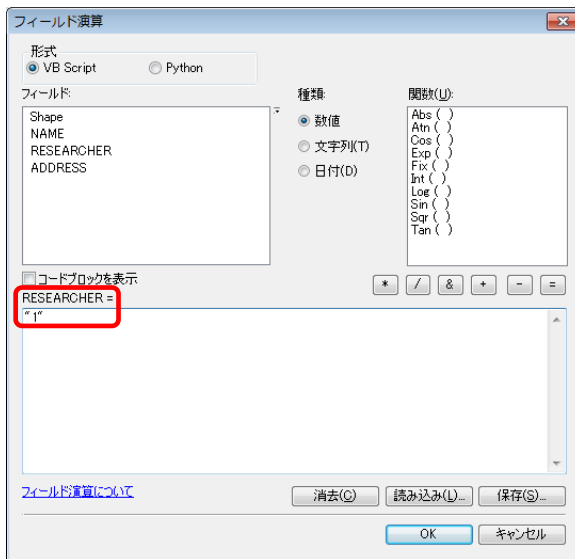 フィールド演算
形式
VB Script
Python
フィールド:
種類:
関数(U):
Shape
NAME
RESEARCHER
ADDRESS
数値
文字列(T)
日付(D)
Abs ( )
Atn ( )
Cos ( )
Exp ( )
Fix ( )
Int ( )
Log ( )
Sin ( )
Sqr ( )
Tan ( )
コードブロックを表示
* / & + - =
RESEARCHER =
"1"
フィールド演算について
消去(C)
読み込み(L)...
保存(S)...
OK
キャンセル